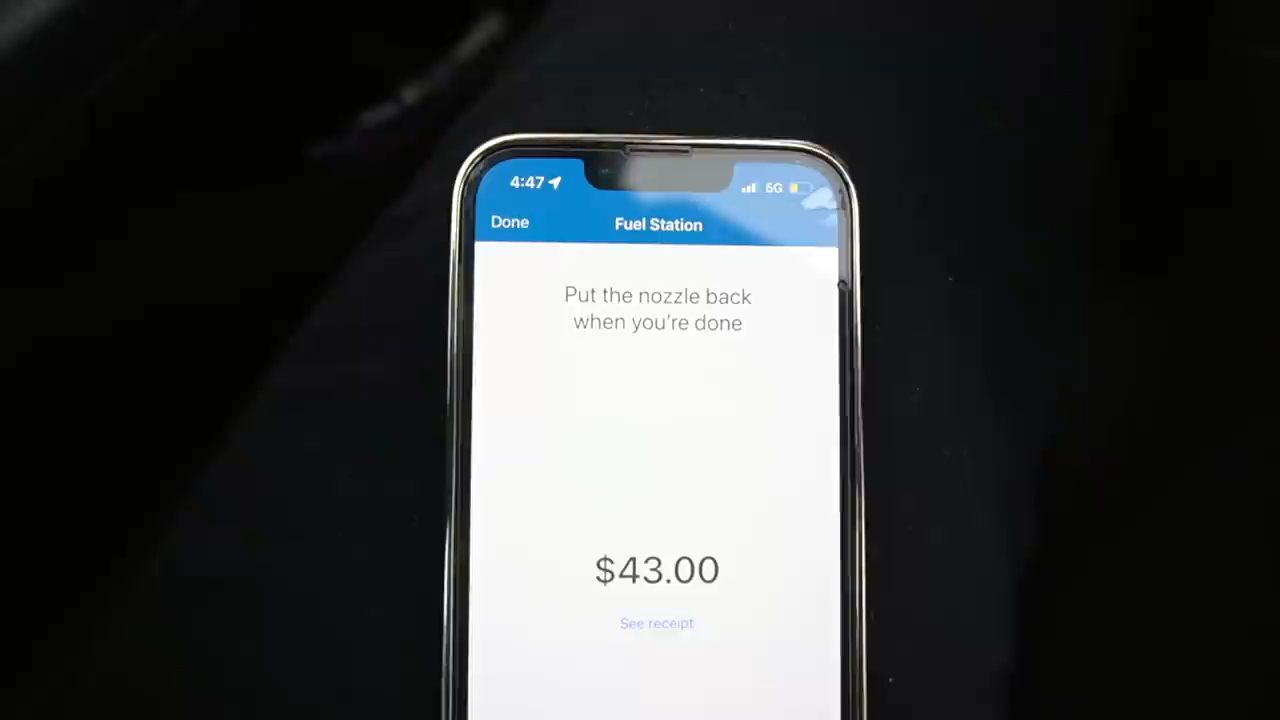 4:47 5G
Done Fuel Station
Put the nozzle back
when you're done
$43.00
See receipt